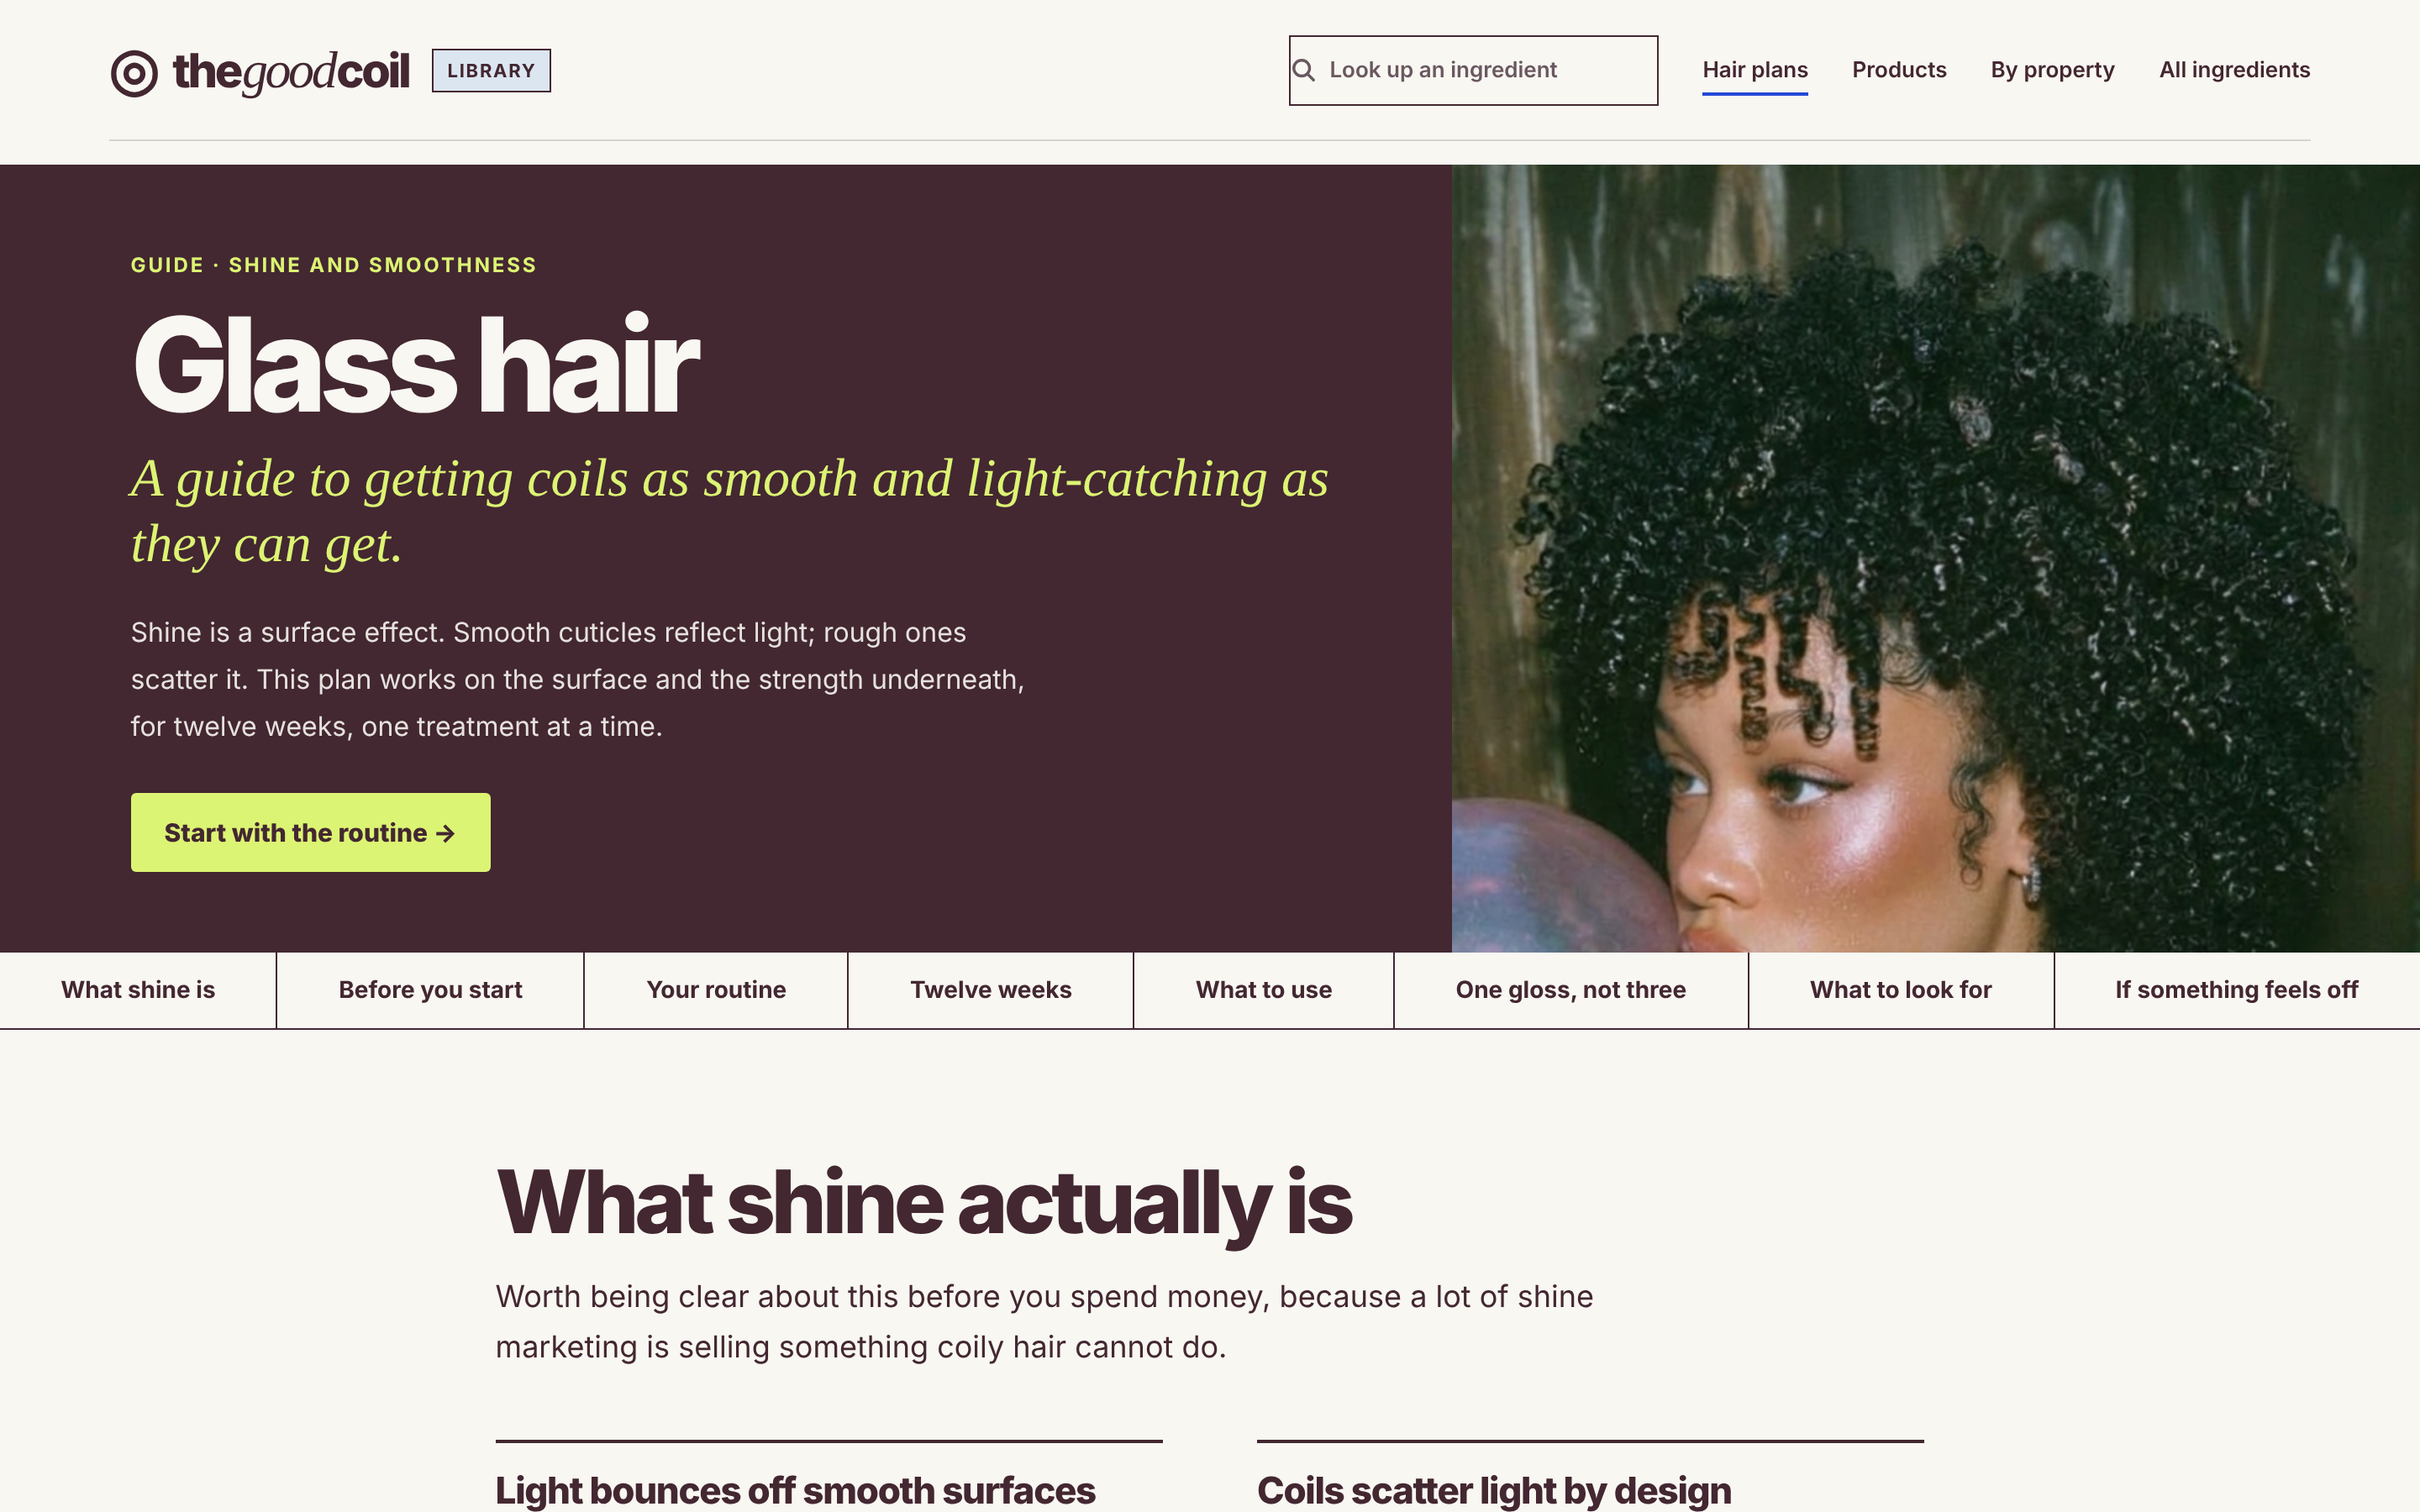 thegoodcoil
LIBRARY
Look up an ingredient
Hair plans
Products
By property
All ingredients
GUIDE · SHINE AND SMOOTHNESS
Glass hair
A guide to getting coils as smooth and light-catching as
they can get.
Shine is a surface effect. Smooth cuticles reflect light; rough ones
scatter it. This plan works on the surface and the strength underneath,
for twelve weeks, one treatment at a time.
Start with the routine →
What shine is
Before you start
Your routine
Twelve weeks
What to use
One gloss, not three
What to look for
If something feels off
What shine actually is
Worth being clear about this before you spend money, because a lot of shine
marketing is selling something coily hair cannot do.
Light bounces off smooth surfaces
Coils scatter light by design